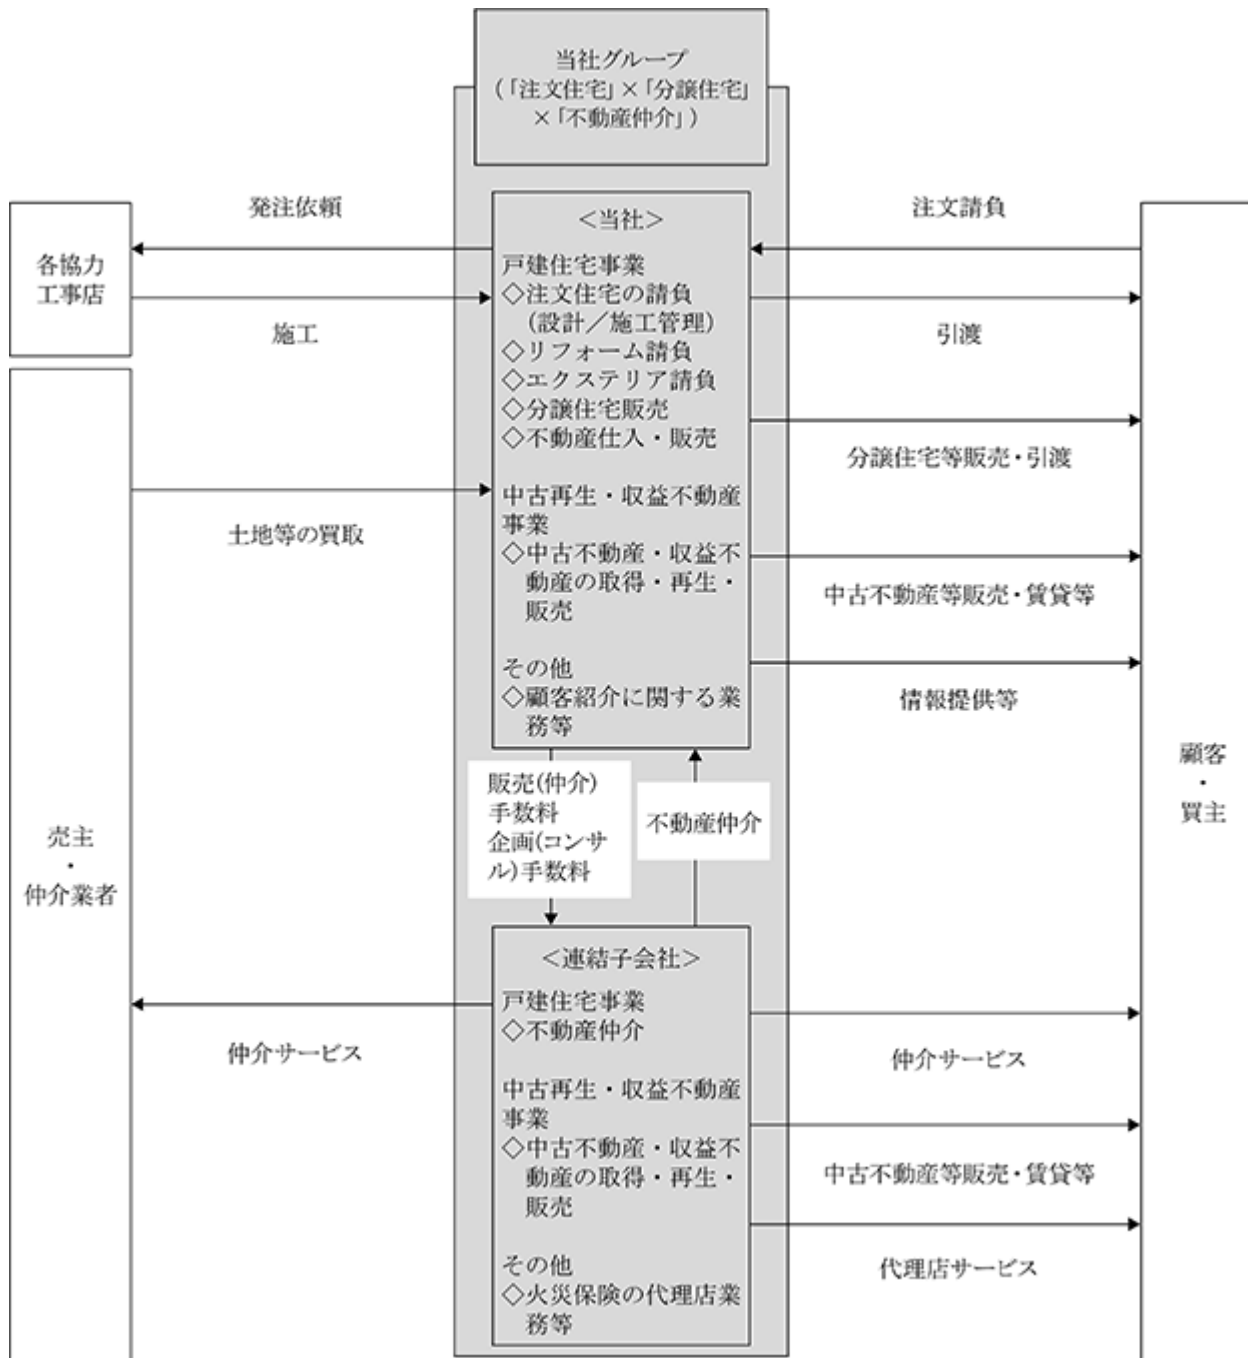 当社グループ
（「注文住宅」×「分譲住宅」
×「不動産仲介」）
発注依頼
注文請負
各協力
工事店
施工
引渡
＜当社＞
戸建住宅事業
◇注文住宅の請負
（設計／施工管理）
◇リフォーム請負
◇エクステリア請負
◇分譲住宅販売
◇不動産仕入・販売
中古再生・収益不動産
事業
◇中古不動産・収益不
動産の取得・再生・
販売
その他
◇顧客紹介に関する業
務等
分譲住宅等販売・引渡
土地等の買取
中古不動産等販売・賃貸等
情報提供等
販売(仲介)
手数料
企画(コンサ
ル)手数料
不動産仲介
売主
・
仲介業者
顧客
・
買主
＜連結子会社＞
戸建住宅事業
◇不動産仲介
中古再生・収益不動産
事業
◇中古不動産・収益不
動産の取得・再生・
販売
その他
◇火災保険の代理店業
務等
仲介サービス
仲介サービス
中古不動産等販売・賃貸等
代理店サービス